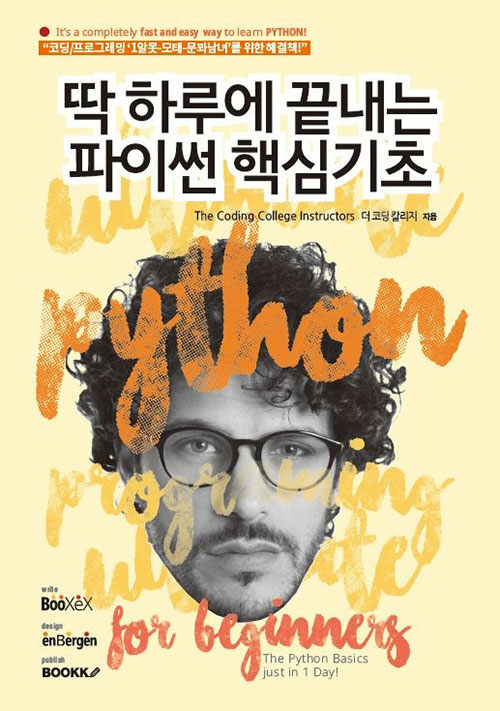 It's a completely fast and easy way to learn PYTHON!
“코딩/프로그래밍 ‘1알못-모태-문꽈남녀’를 위한 해결책!”
딱 하루에 끝내는
파이썬 핵심기초
The Coding College Instructors 더 코딩 칼리지 지음
ultimate
python
programming
ultimate
for beginners
The Python Basics
just in 1 Day!
write
BooXeX
design
enBergen
publish
BOOKK